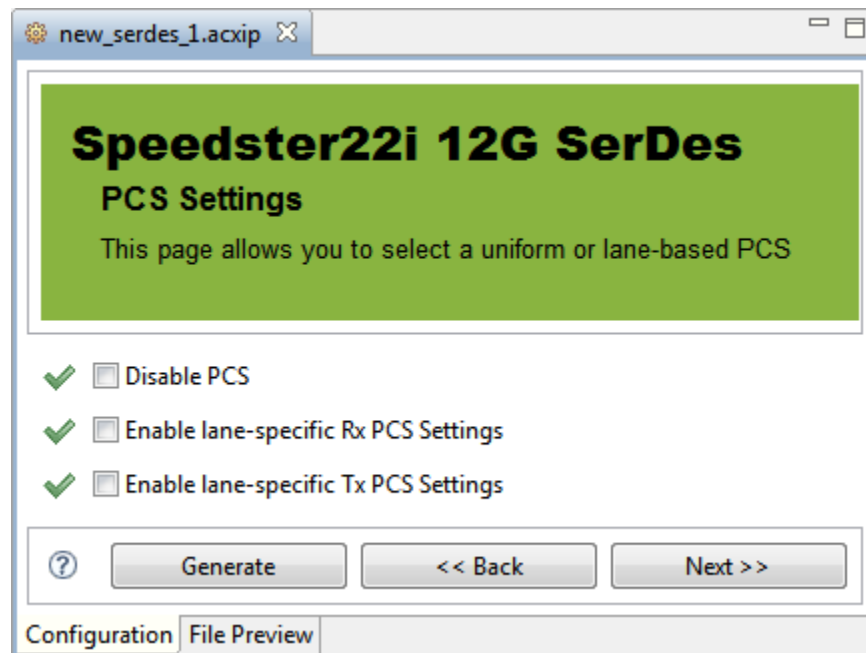 new_serdes_1.acxip
Speedster22i 12G SerDes
PCS Settings
This page allows you to select a uniform or lane-based PCS
Disable PCS
Enable lane-specific Rx PCS Settings
Enable lane-specific Tx PCS Settings
? Generate << Back Next >>
Configuration File Preview